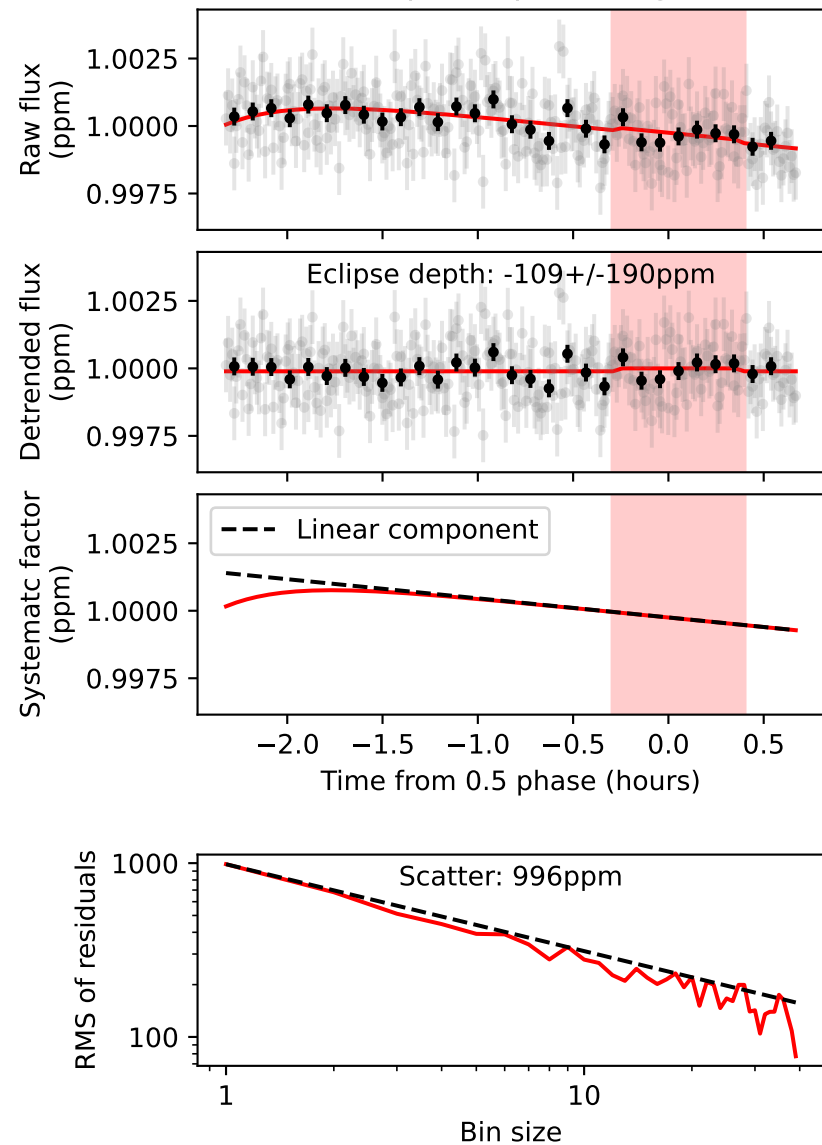 Raw flux
(ppm)
1.0025
1.0000
0.9975
Detrended flux
(ppm)
Eclipse depth: -109+/-190ppm
1.0025
1.0000
0.9975
Systematc factor
(ppm)
Linear component
1.0025
1.0000
0.9975
−2.0 −1.5 −1.0 −0.5 0.0 0.5
Time from 0.5 phase (hours)
RMS of residuals
Scatter: 996ppm
1000
100
1 10
Bin size